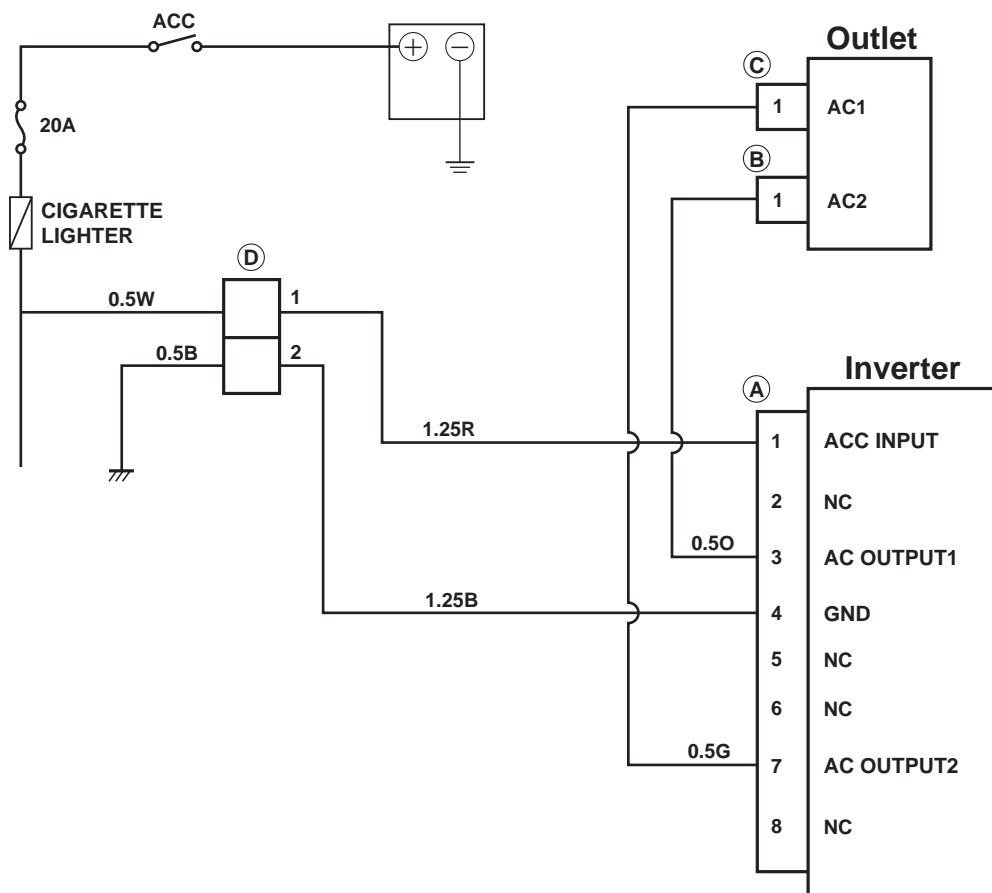 ACC
Outlet
C
1 AC1
20A
B
1 AC2
CIGARETTE
LIGHTER
D
0.5W 1
0.5B 2
Inverter
A
1.25R 1 ACC INPUT
2 NC
0.5O 3 AC OUTPUT1
1.25B 4 GND
5 NC
6 NC
0.5G 7 AC OUTPUT2
8 NC